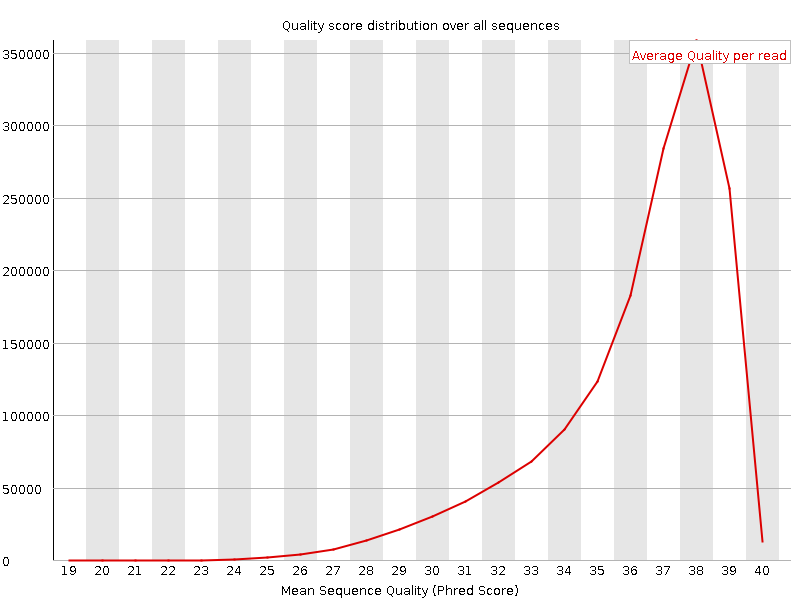 Quality score distribution over all sequences
Average Quality per read
350000
300000
250000
200000
150000
100000
50000
0
19 20 21 22 23 24 25 26 27 28 29 30 31 32 33 34 35 36 37 38 39 40
Mean Sequence Quality (Phred Score)